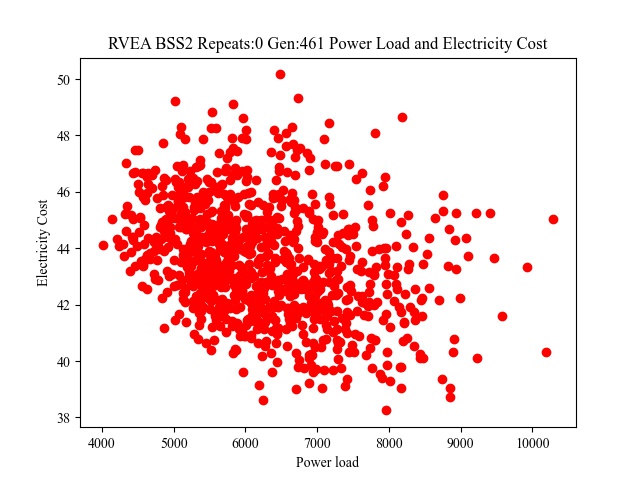 RVEA BSS2 Repeats:0 Gen:461 Power Load and Electricity Cost
50
48
46
44
42
40
38
Electricity Cost
4000 5000 6000 7000 8000 9000 10000
Power load